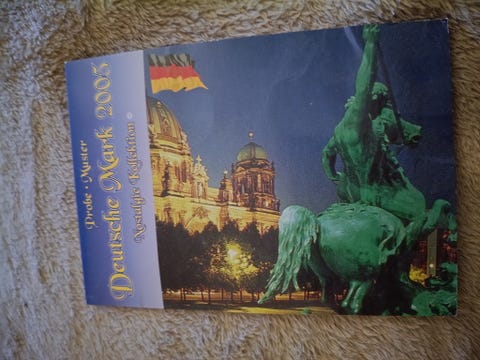 Probe • Muster
Deutsche Mark 2005
Nostalgie Kollektion ©